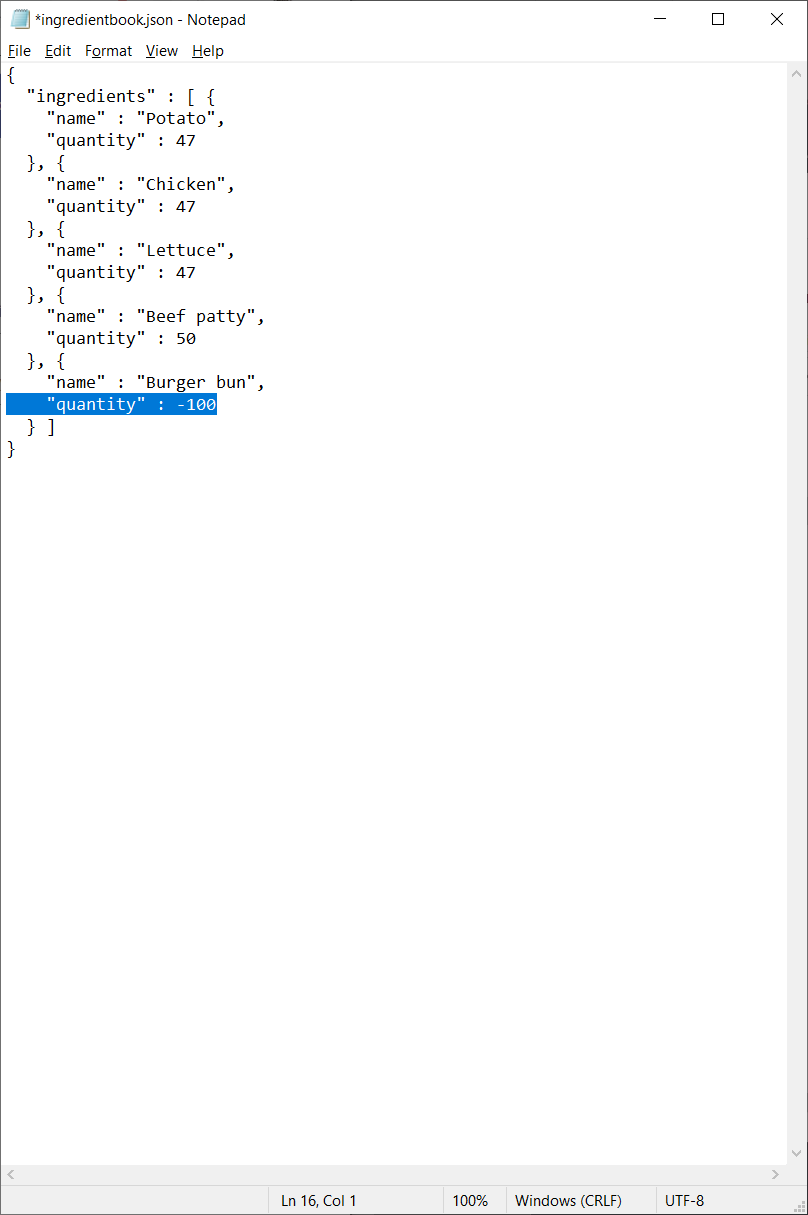 *ingredientbook.json - Notepad
File Edit Format View Help
{
  "ingredients" : [ {
    "name" : "Potato",
    "quantity" : 47
  }, {
    "name" : "Chicken",
    "quantity" : 47
  }, {
    "name" : "Lettuce",
    "quantity" : 47
  }, {
    "name" : "Beef patty",
    "quantity" : 50
  }, {
    "name" : "Burger bun",
    "quantity" : -100
  } ]
}
Ln 16, Col 1 100% Windows (CRLF) UTF-8